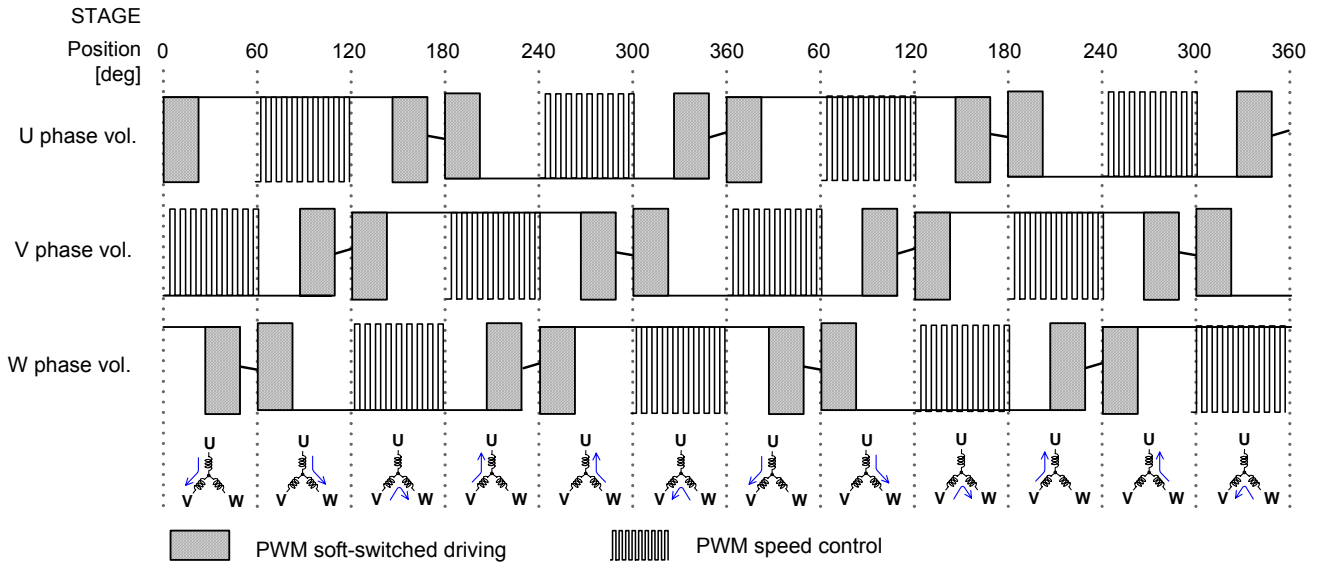 STAGE
Position 0 60 120 180 240 300 360 60 120 180 240 300 360
[deg]
U phase vol.
V phase vol.
W phase vol.
U U U U U U U U U U U U
V W V W V W V W V W V W V W V W V W V W V W V W
PWM soft-switched driving PWM speed control